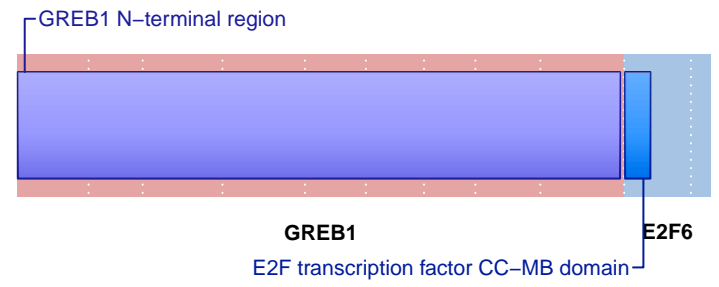 GREB1 N−terminal region
GREB1
E2F6
E2F transcription factor CC−MB domain